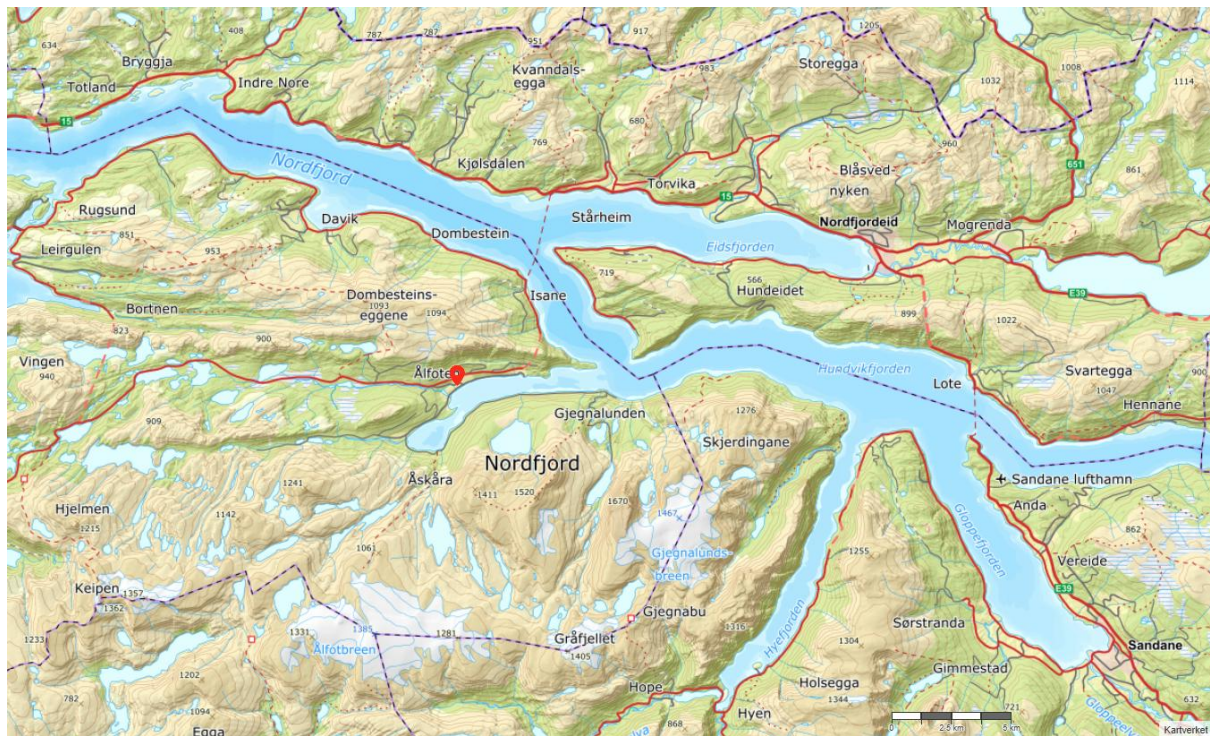 408
787
787
951
917
1205
634
Bryggja
Kvanndals-
egga
Storegga
Totland
Indre Nore
983
1032
1008
1114
15
680
769
960
Nordfjord
Kjølsdalen
Torvika
Blåsved-
nyken
651
861
15
Rugsund
Davik
Stårheim
Nordfjordeid
Mogrenda
851
Dombestein
Leirgulen
953
Eidsfjorden
719
566
Hundeidet
E39
Isane
Dombesteins-
eggene
1093
1094
Bortnen
823
900
899
1022
Vingen
940
Hundvikfjorden
Lote
Svartegga
1047
Hennane
909
Gjegnalunden
1276
900
Skjerdingane
Nordfjord
Åskåra
1241
1411
1520
1670
Sandane lufthamn
Anda
Hjelmen
1215
1142
1467
862
1061
Gjegnalunds-
breen
1255
Gloppefjorden
Vereide
Keipen
1357
1362
E39
Gjegnabu
Hyefjorden
1233
1331
1385
1281
Ålfotbreen
Gråfjellet
1405
1316
1304
Sørstranda
Sandane
1202
Gimmestad
782
Hope
Holsegga
1344
632
1094
Egga
868
Hyen
721
0
2.5 km
5 km
Kartverket